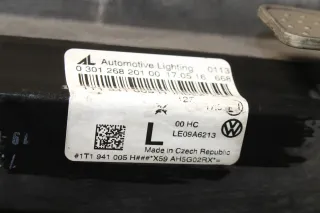 AL Automotive Lighting 0113
0 301 268 201 00 17 05 16 668
00 HC
L LE09A6213
Made in Czech Republic
#1T1 941 005 H###*X59 AH5G02RX*=